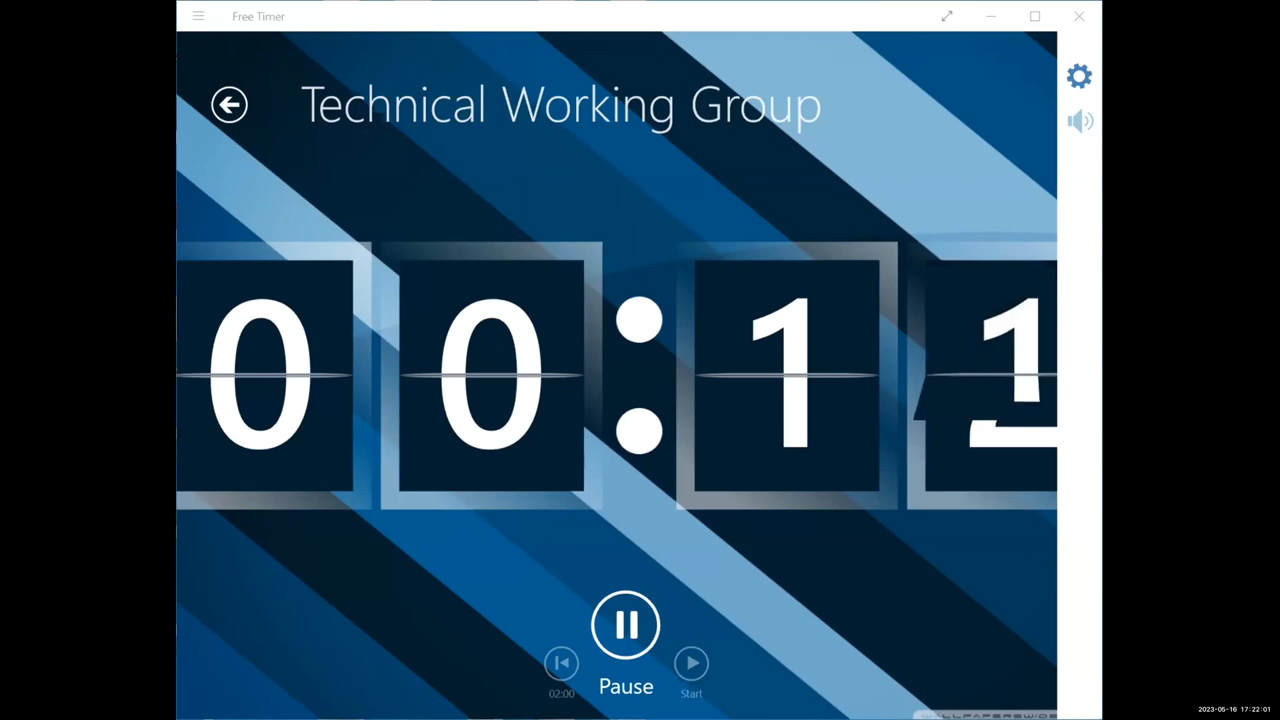 Free Timer
Technical Working Group
00:11
Pause
02:00
Start
2023-05-16 17:22:01